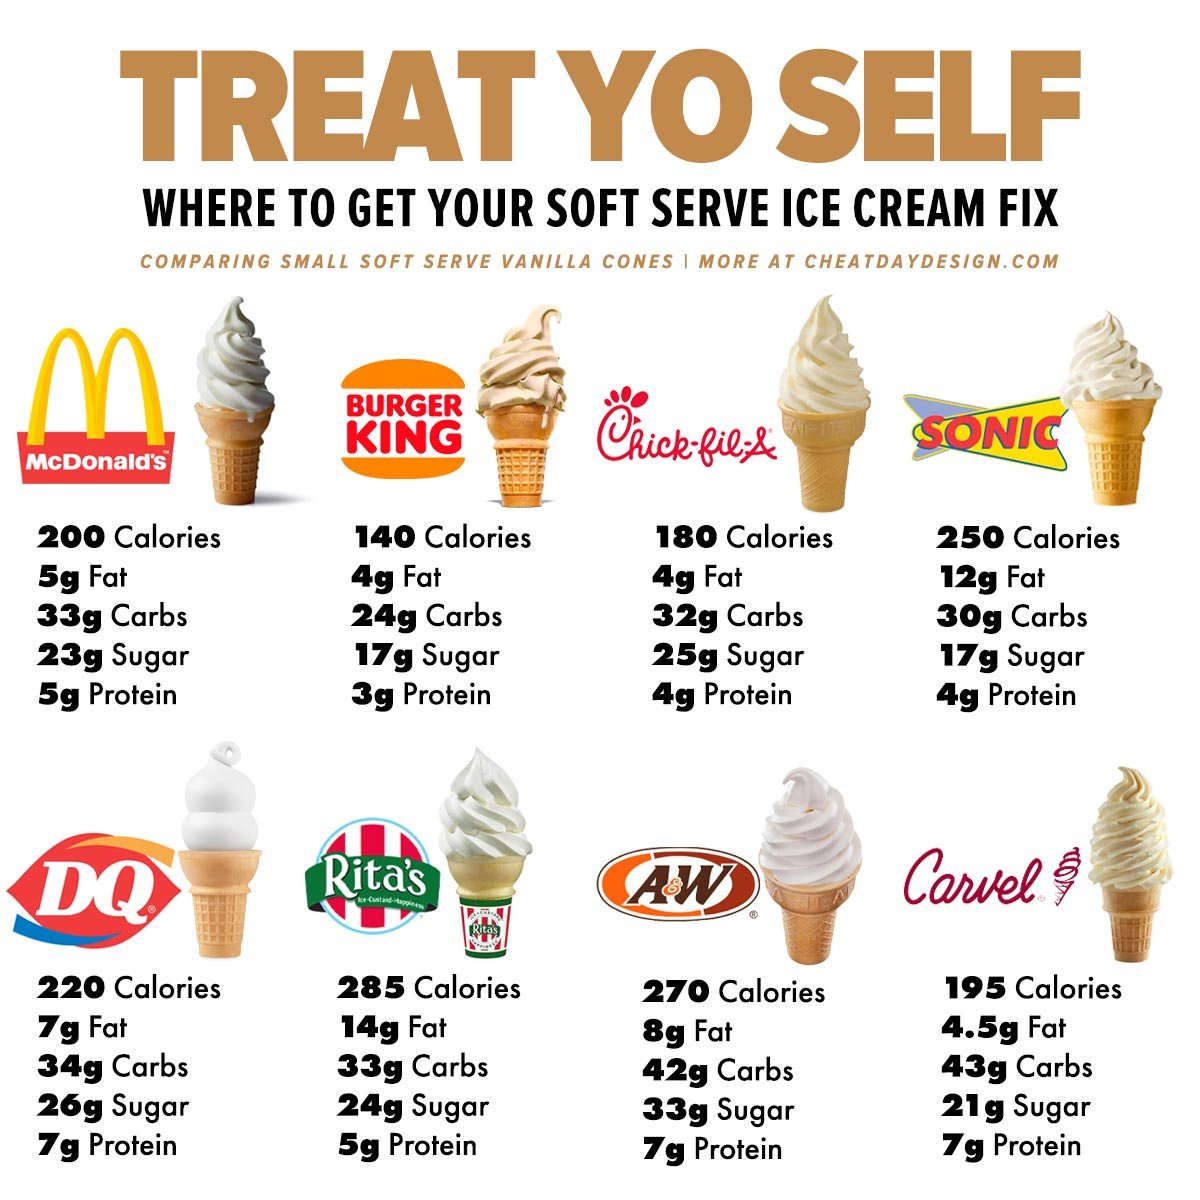 TREAT YO SELF
WHERE TO GET YOUR SOFT SERVE ICE CREAM FIX
COMPARING SMALL SOFT SERVE VANILLA CONES | MORE AT CHEATDAYDESIGN.COM
McDonald's™
200 Calories
5g Fat
33g Carbs
23g Sugar
5g Protein
BURGER
KING
140 Calories
4g Fat
24g Carbs
17g Sugar
3g Protein
Chick-fil-A®
180 Calories
4g Fat
32g Carbs
25g Sugar
4g Protein
SONIC
250 Calories
12g Fat
30g Carbs
17g Sugar
4g Protein
DQ®
220 Calories
7g Fat
34g Carbs
26g Sugar
7g Protein
Rita's
Ice-Custard-Happiness
Rita's
285 Calories
14g Fat
33g Carbs
24g Sugar
5g Protein
A&W®
270 Calories
8g Fat
42g Carbs
33g Sugar
7g Protein
Carvel®
195 Calories
4.5g Fat
43g Carbs
21g Sugar
7g Protein